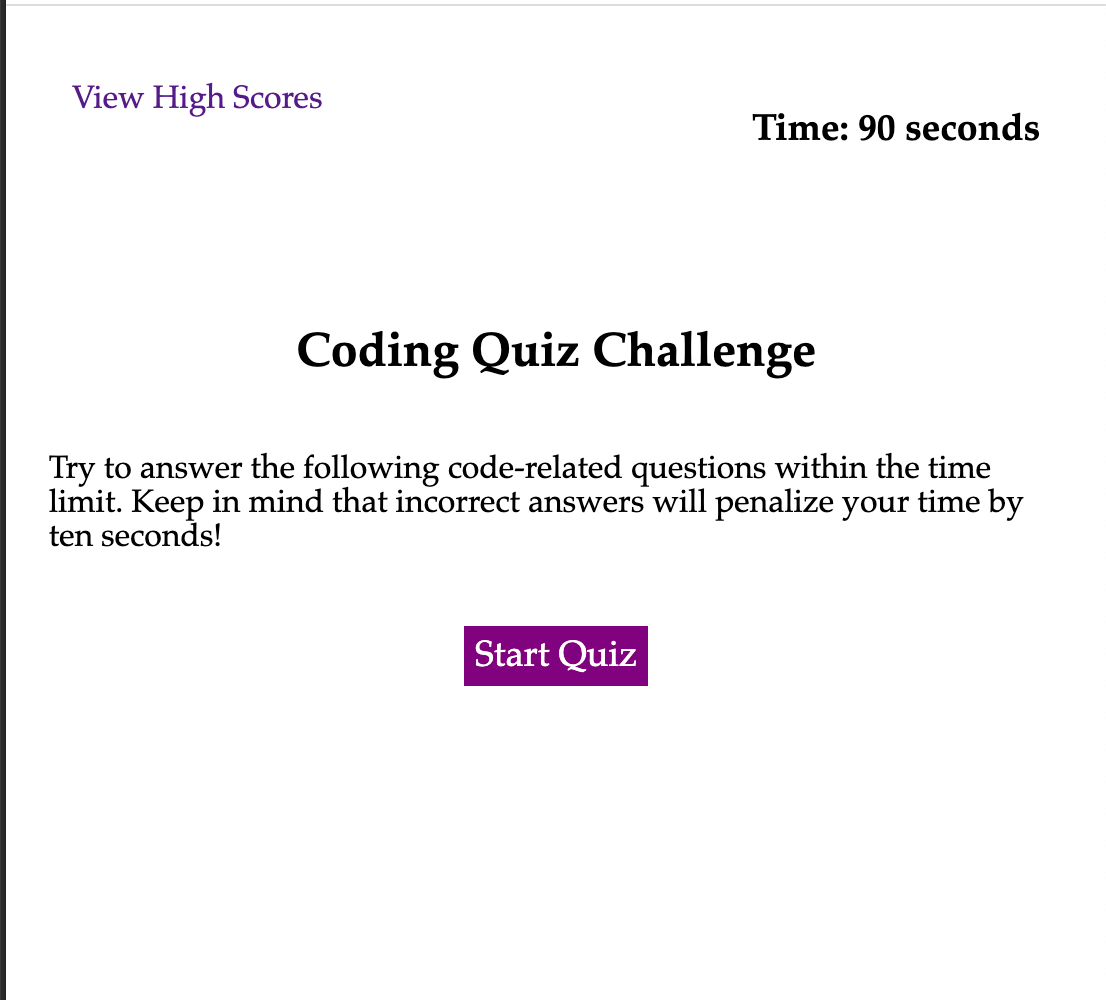 View High Scores
Time: 90 seconds
Coding Quiz Challenge
Try to answer the following code-related questions within the time
limit. Keep in mind that incorrect answers will penalize your time by
ten seconds!
Start Quiz